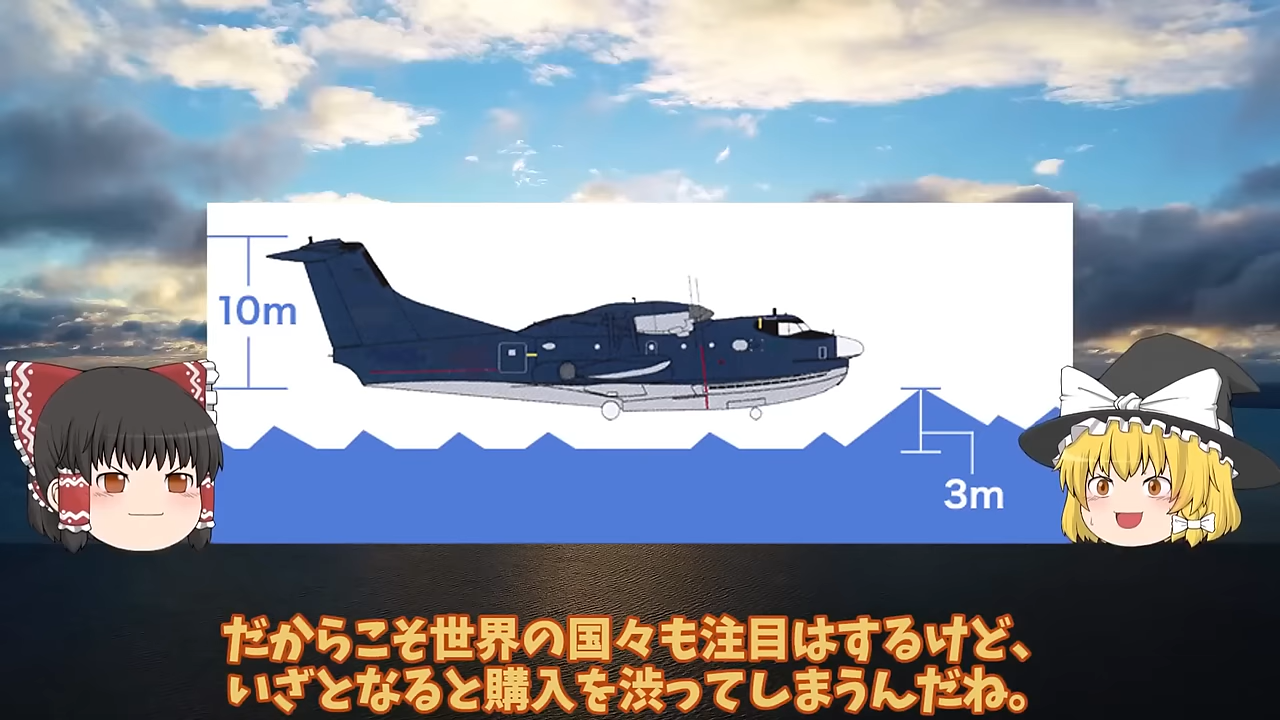 10m
3m
だからこそ世界の国々も注目はするけど、
いざとなると購入を渋ってしまうんだね。